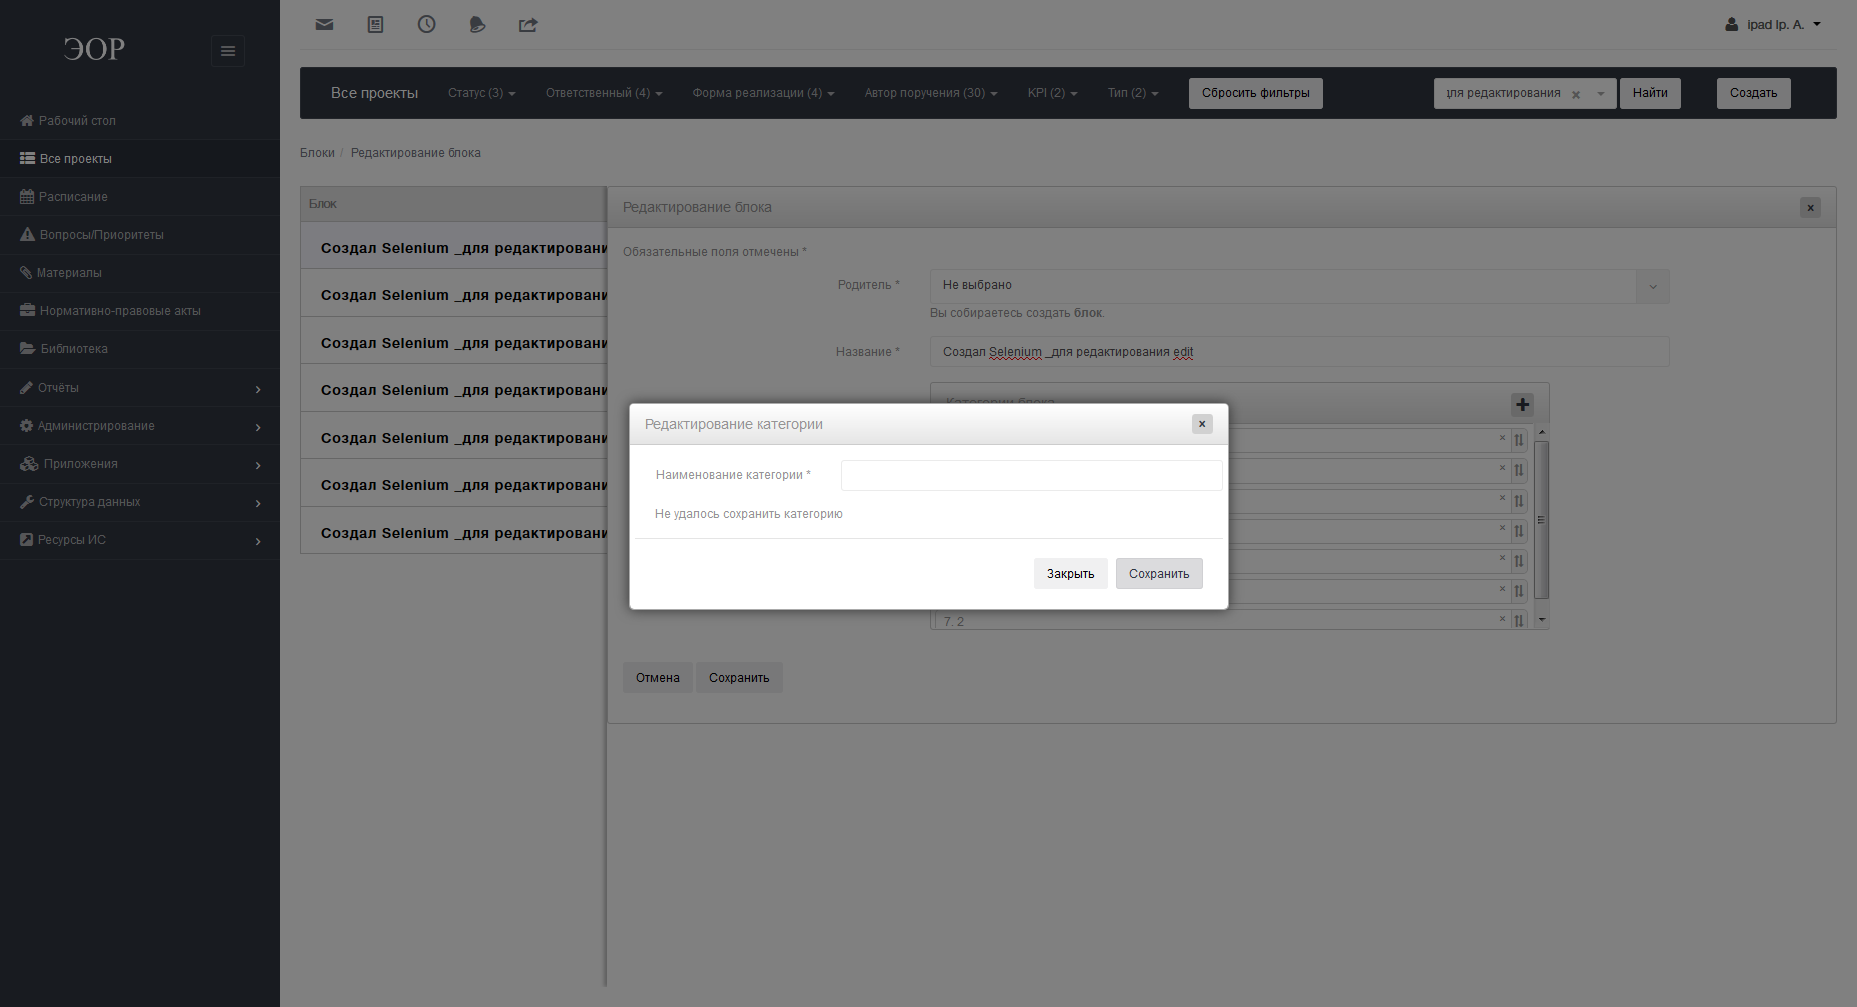 ЭОР
ipad Ip. A.
Рабочий стол
Все проекты
Расписание
Вопросы/Приоритеты
Материалы
Нормативно-правовые акты
Библиотека
Отчёты
Администрирование
Приложения
Структура данных
Ресурсы ИС
Все проекты Статус (3) Ответственный (4) Форма реализации (4) Автор поручения (30) KPI (2) Тип (2) Сбросить фильтры для редактирования Найти Создать
Блоки / Редактирование блока
Блок
Создал Selenium _для редактировани
Создал Selenium _для редактировани
Создал Selenium _для редактировани
Создал Selenium _для редактировани
Создал Selenium _для редактировани
Создал Selenium _для редактировани
Создал Selenium _для редактировани
Редактирование блока
Обязательные поля отмечены *
Родитель * Не выбрано
Вы собираетесь создать блок.
Название * Создал Selenium _для редактирования edit
Категории блока
Редактирование категории
Наименование категории *
Не удалось сохранить категорию
Закрыть Сохранить
7. 2
Отмена Сохранить